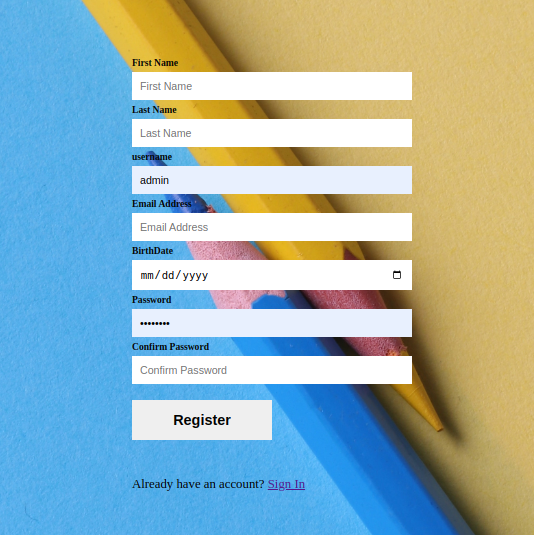 First Name
First Name
Last Name
Last Name
username
admin
Email Address
Email Address
BirthDate
mm/dd/yyyy
Password
••••••••
Confirm Password
Confirm Password
Register
Already have an account? Sign In